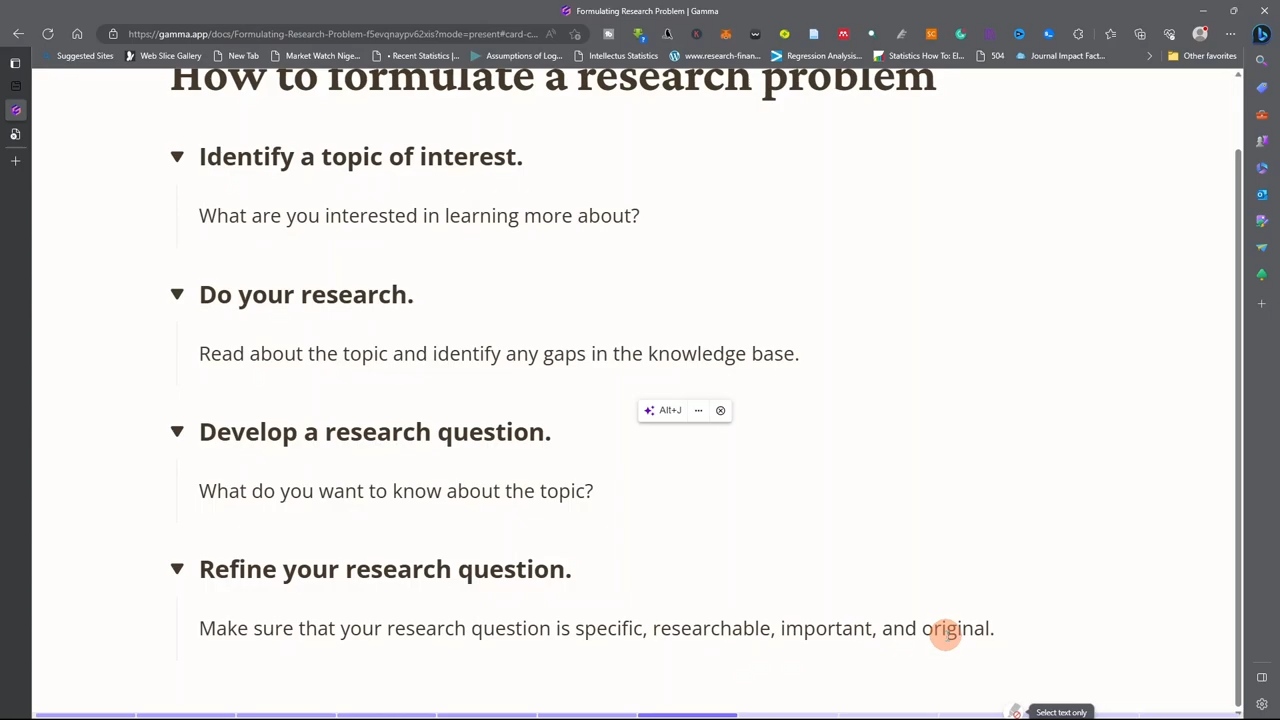 Formulating Research Problem | Gamma
https://gamma.app/docs/Formulating-Research-Problem-f5evqnaypv62xis?mode=present#card-c...
Suggested Sites
Web Slice Gallery
New Tab
Market Watch Nige...
• Recent Statistics |...
Assumptions of Log...
Intellectus Statistics
www.research-finan...
Regression Analysis...
Statistics How To: El...
504
Journal Impact Fact...
Other favorites
How to formulate a research problem
Identify a topic of interest.
What are you interested in learning more about?
Do your research.
Read about the topic and identify any gaps in the knowledge base.
Alt+J
Develop a research question.
What do you want to know about the topic?
Refine your research question.
Make sure that your research question is specific, researchable, important, and original.
Select text only